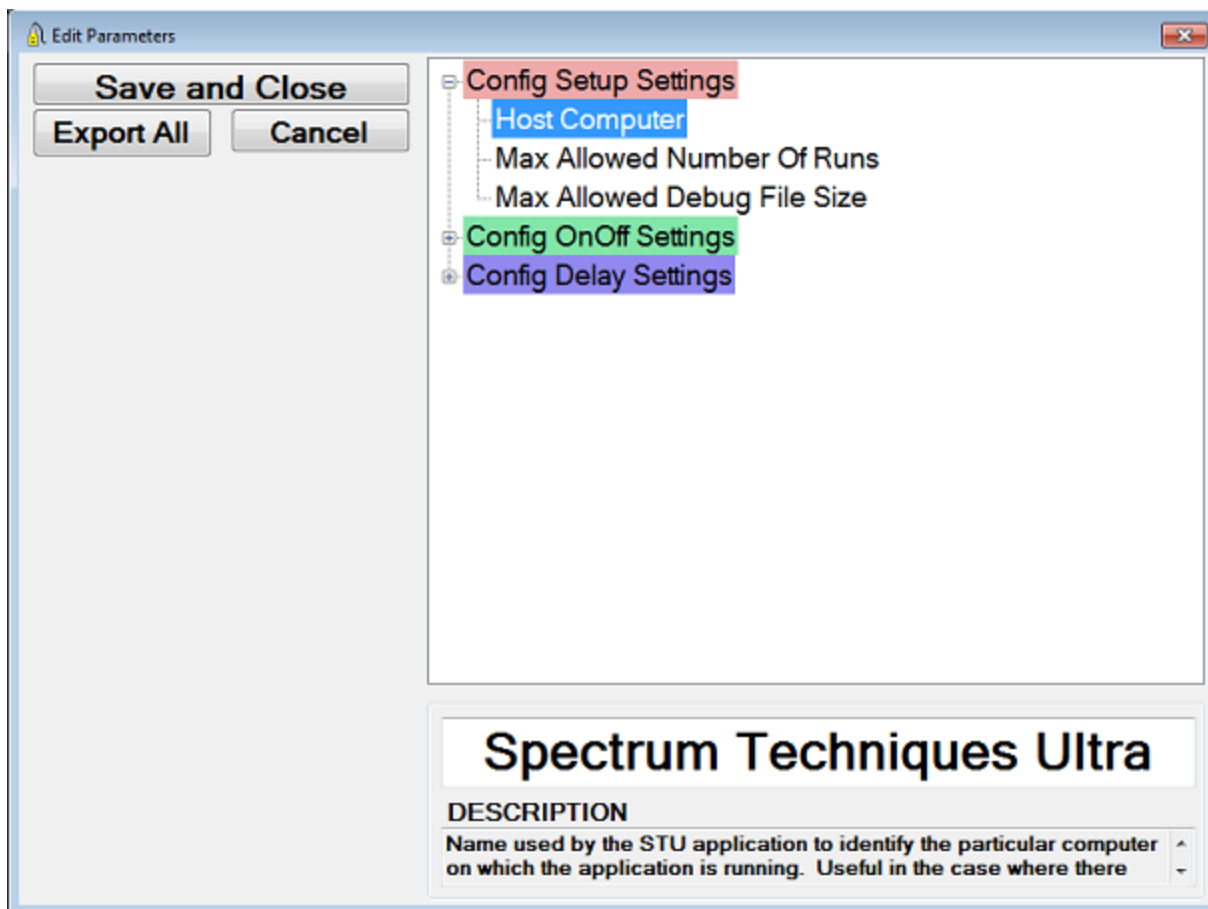 Edit Parameters
Save and Close
Export All
Cancel
Config Setup Settings
Host Computer
Max Allowed Number Of Runs
Max Allowed Debug File Size
Config OnOff Settings
Config Delay Settings
Spectrum Techniques Ultra
DESCRIPTION
Name used by the STU application to identify the particular computer
on which the application is running.  Useful in the case where there